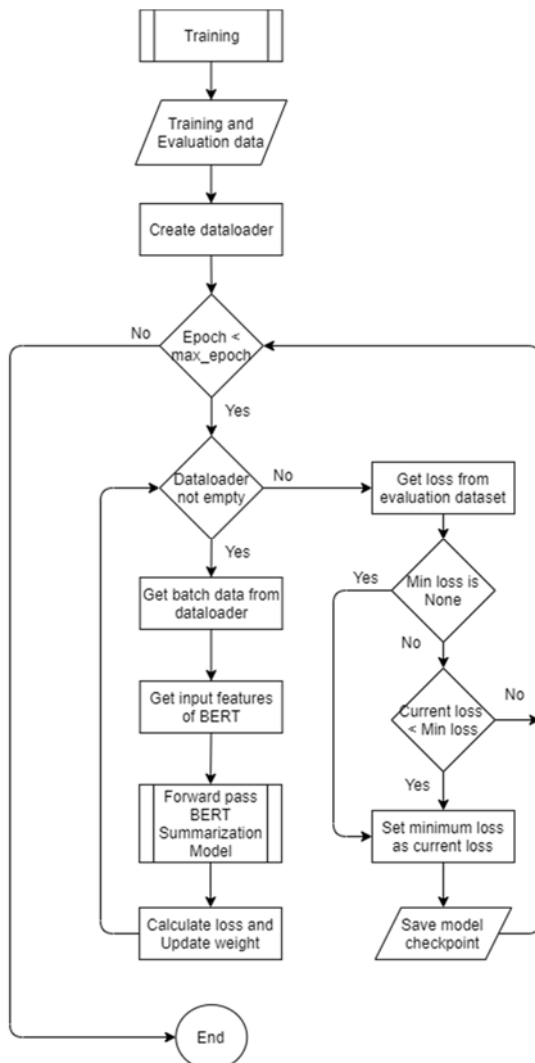 Training
Training and
Evaluation data
Create dataloader
No
Epoch <
max_epoch
Yes
Dataloader
not empty
No
Get loss from
evaluation dataset
Yes
Yes
Min loss is
None
Get batch data from
dataloader
No
No
Get input features
of BERT
Current loss
< Min loss
Yes
Forward pass
BERT
Summarization
Model
Set minimum loss
as current loss
Calculate loss and
Update weight
Save model
checkpoint
End